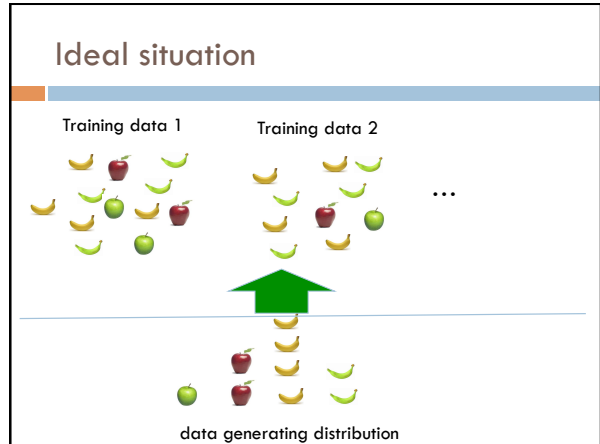 Ideal situation
Training data 1
Training data 2
...
data generating distribution